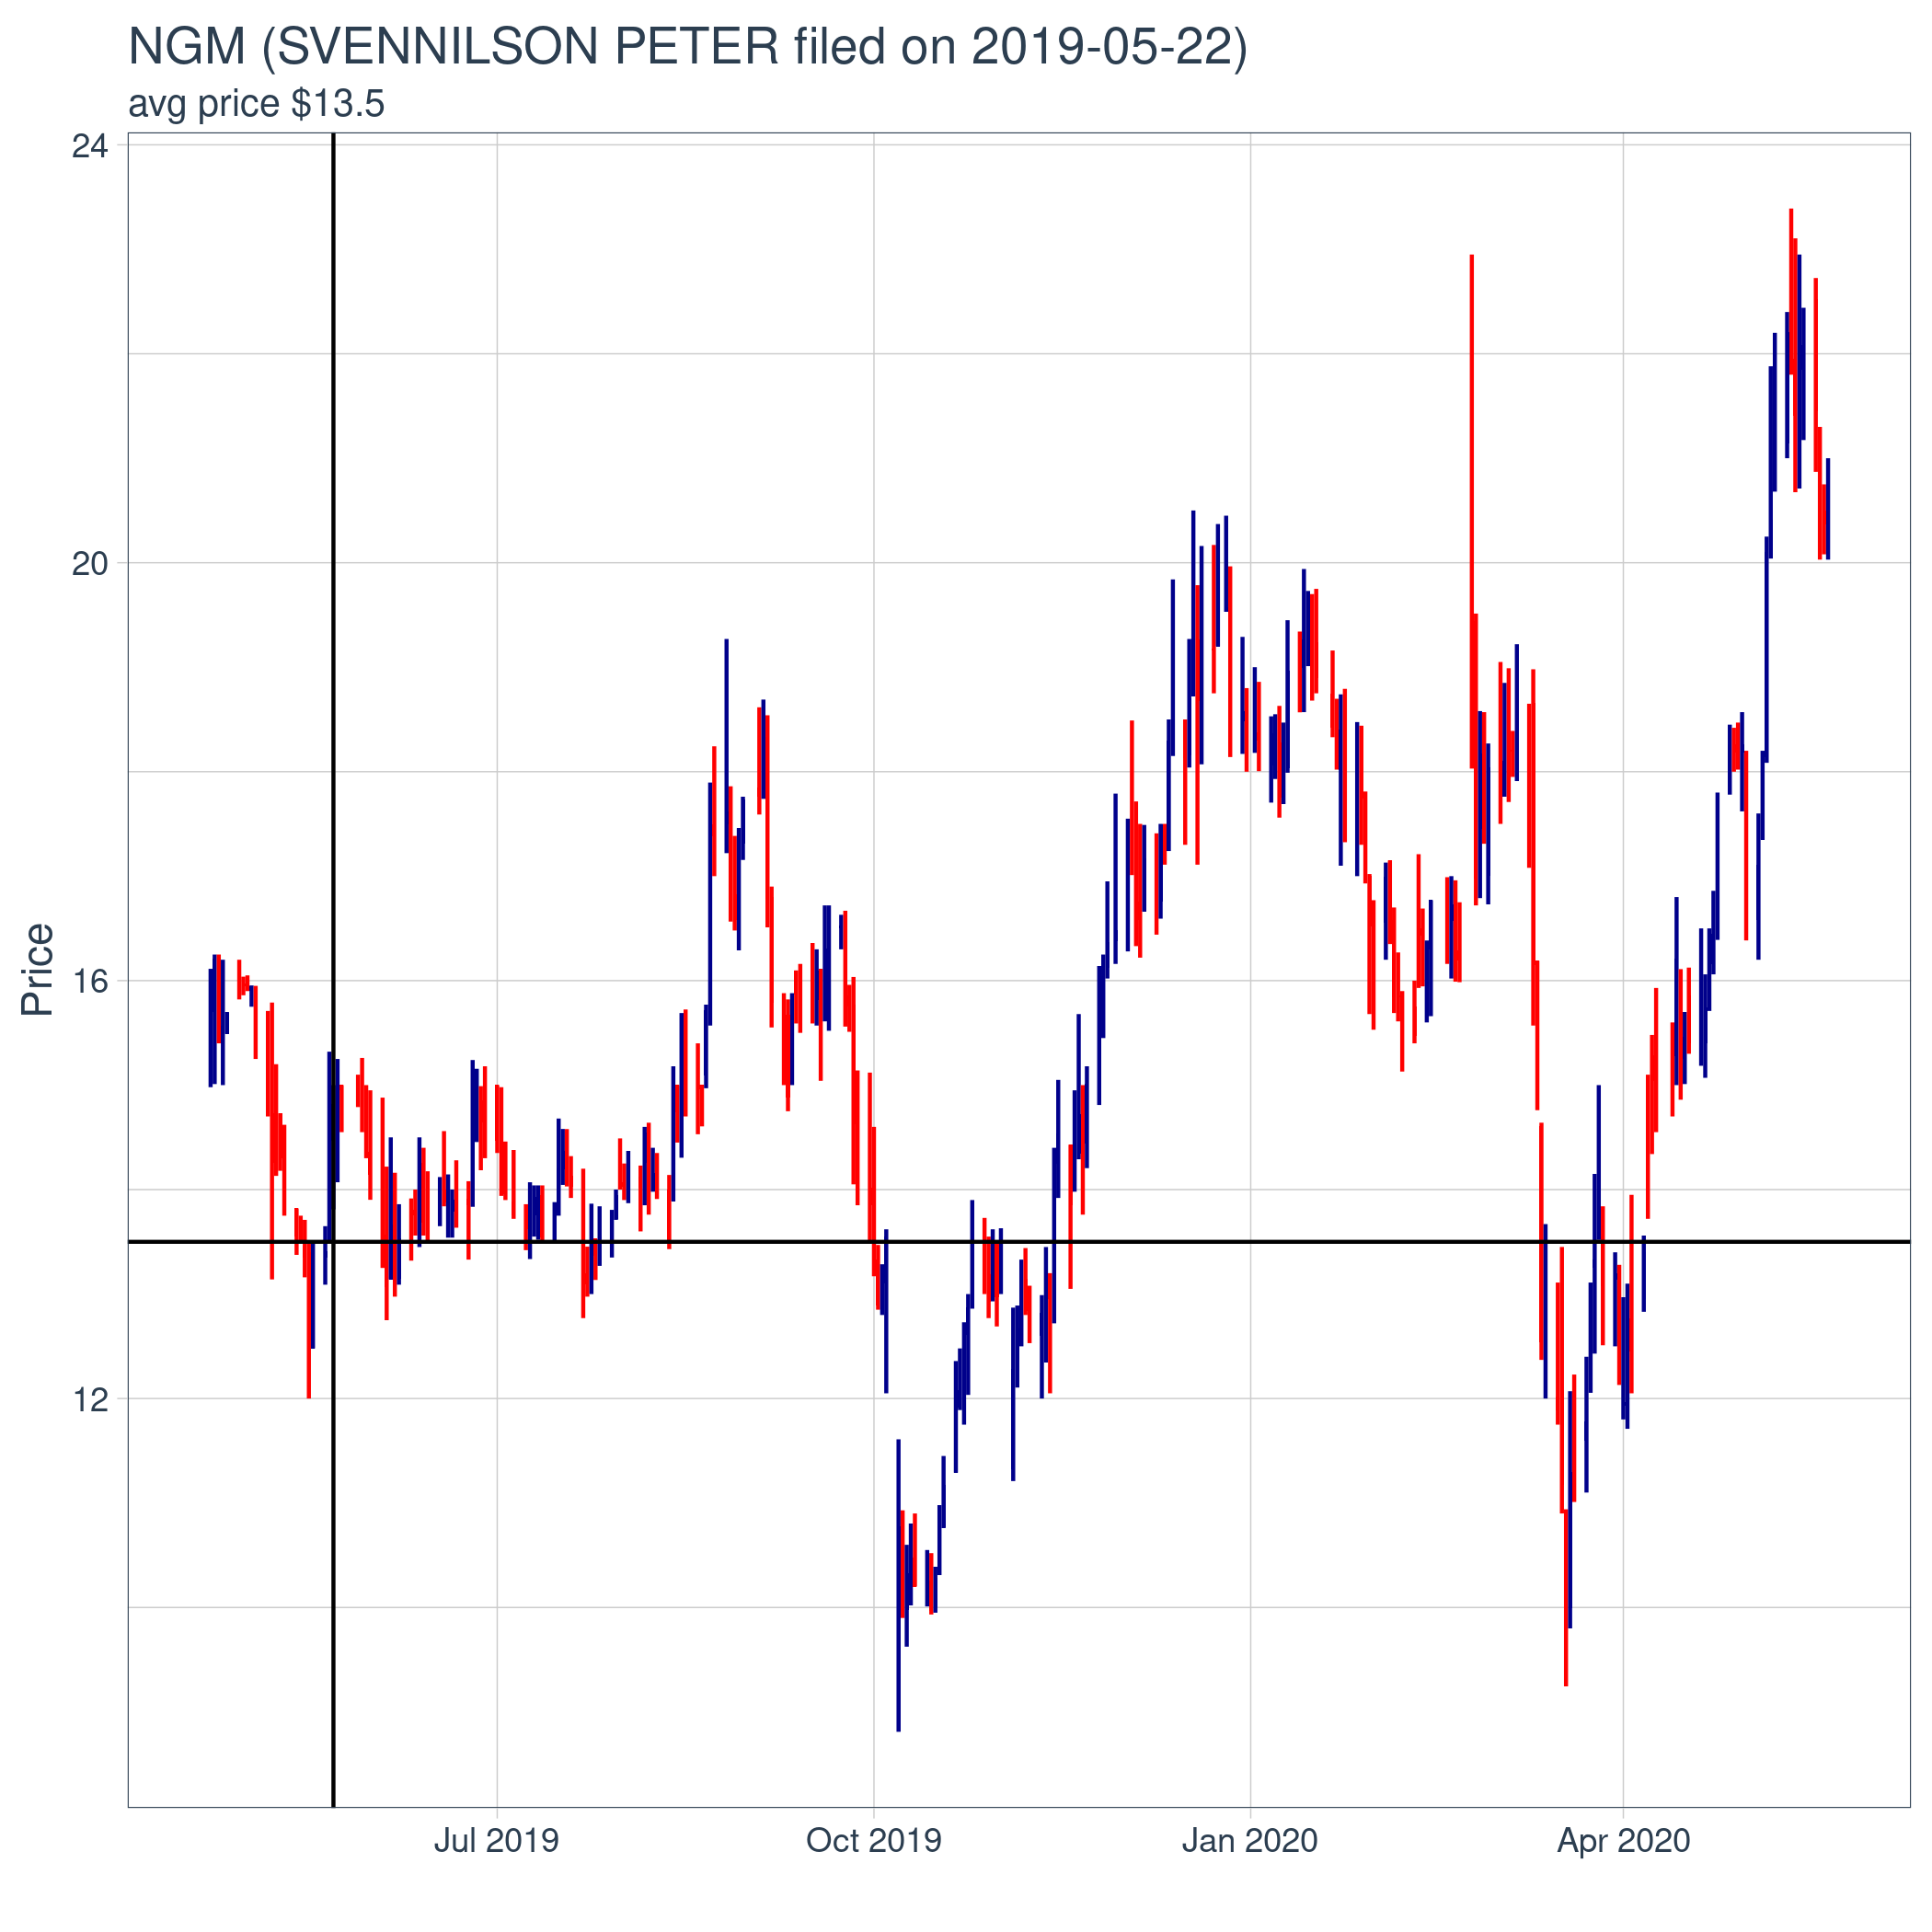 NGM (SVENNILSON PETER filed on 2019-05-22)
avg price $13.5
24
20
16
12
Price
Jul 2019
Oct 2019
Jan 2020
Apr 2020